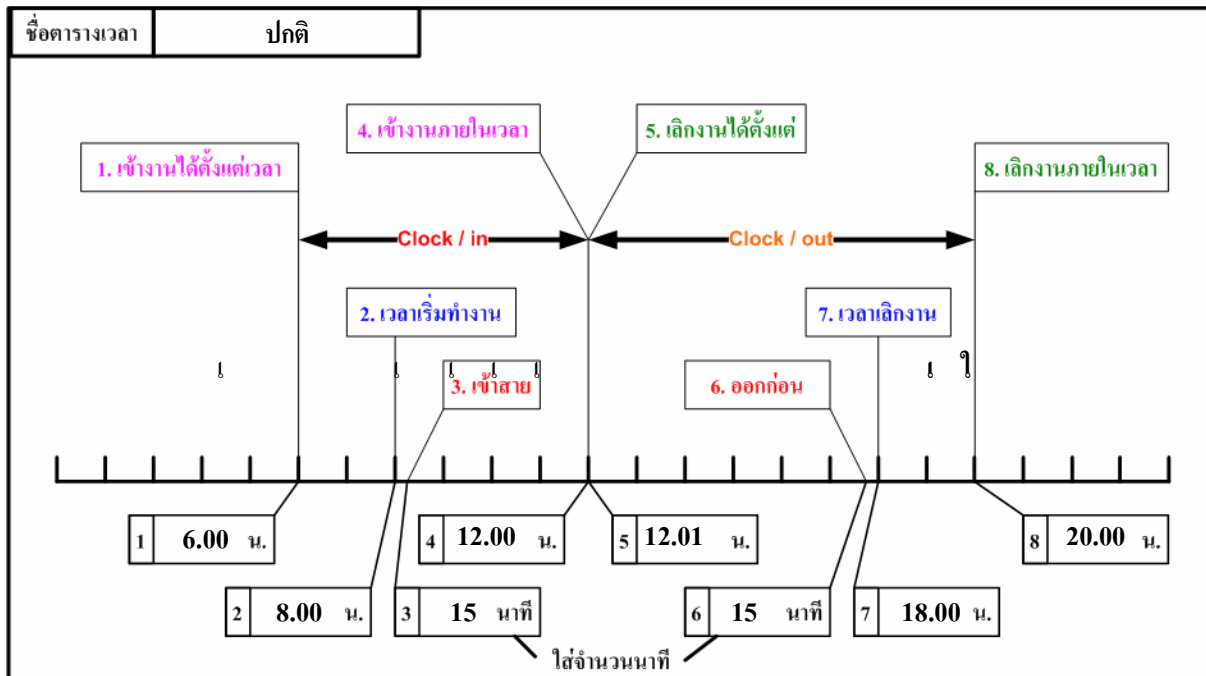 ชื่อตารางเวลา ปกติ
4. เข้างานภายในเวลา 5. เลิกงานได้ตั้งแต่
1. เข้างานได้ตั้งแต่เวลา 8. เลิกงานภายในเวลา
Clock / in Clock / out
2. เวลาเริ่มทำงาน 7. เวลาเลิกงาน
เ เ เ เ เ เ ใ
3. เข้าสาย 6. ออกก่อน
1 6.00 น. 4 12.00 น. 5 12.01 น. 8 20.00 น.
2 8.00 น. 3 15 นาที 6 15 นาที 7 18.00 น.
ใส่จำนวนนาที